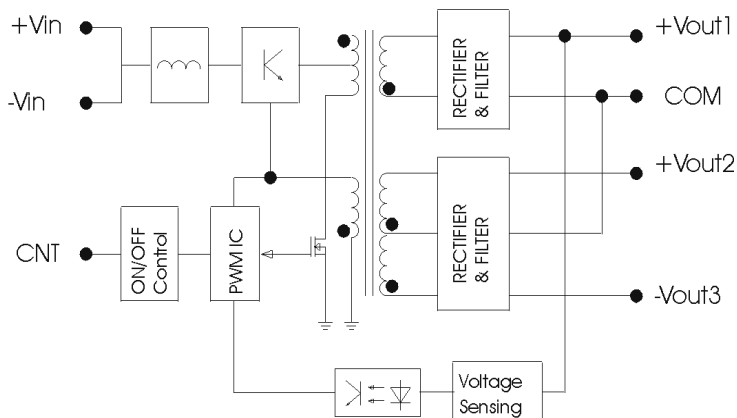 +Vin
-Vin
CNT
ON/OFF
Control
PWM IC
RECTIFIER
& FILTER
RECTIFIER
& FILTER
+Vout1
COM
+Vout2
-Vout3
Voltage
Sensing